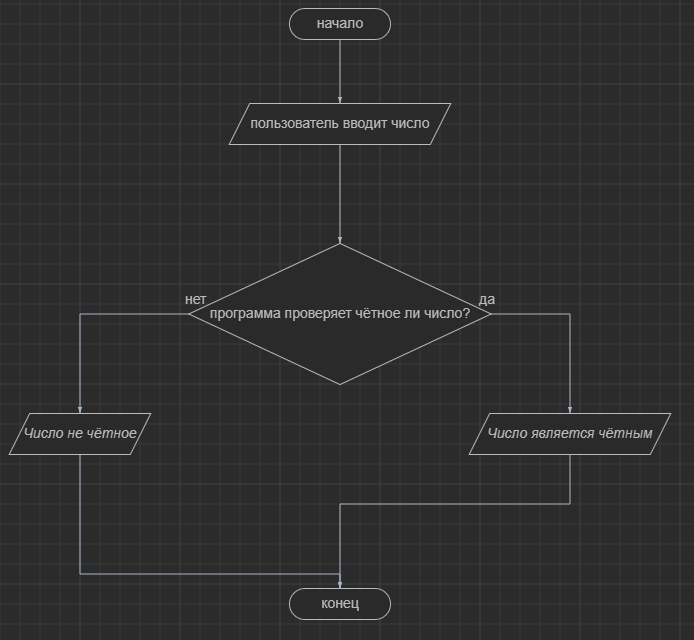 начало
пользователь вводит число
нет
да
программа проверяет чётное ли число?
Число не чётное
Число является чётным
конец